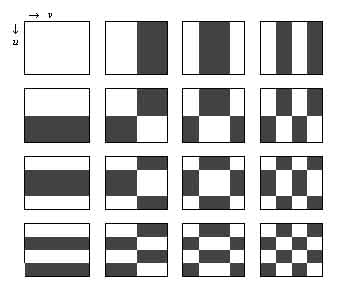 → v
↓
u